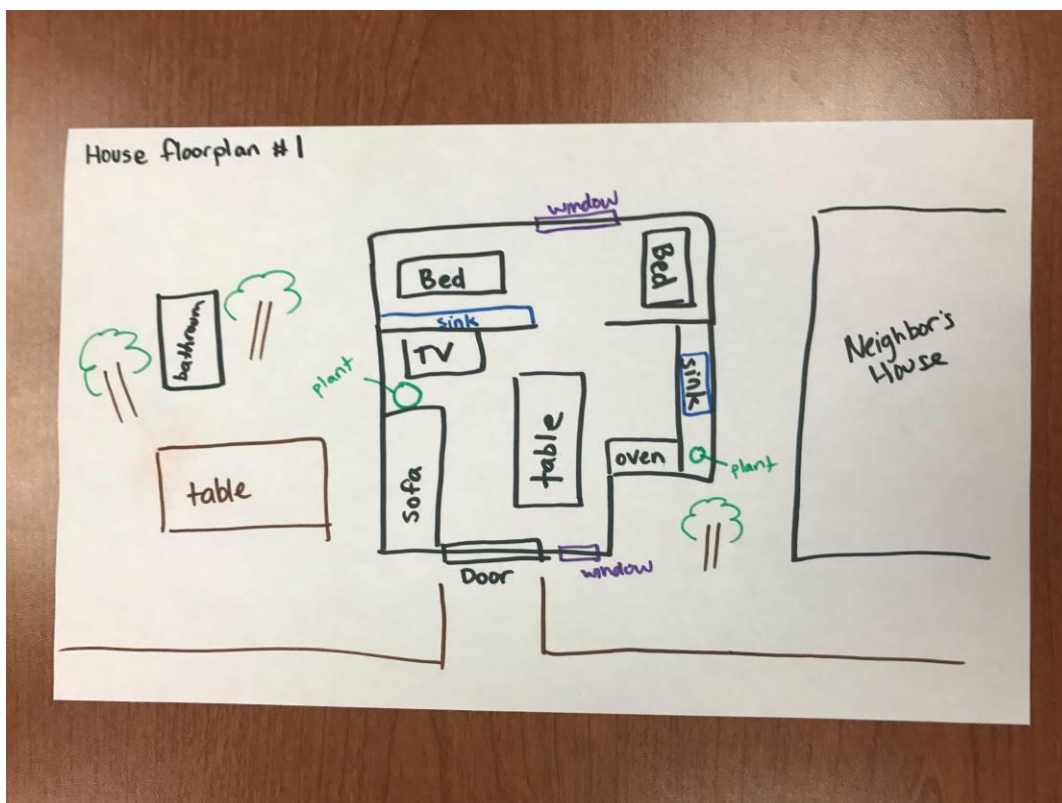 House floorplan #1
window
Bed
Bed
bathroom
sink
Neighbor's
House
TV
plant
sink
table
sofa
table
oven
plant
Door
window